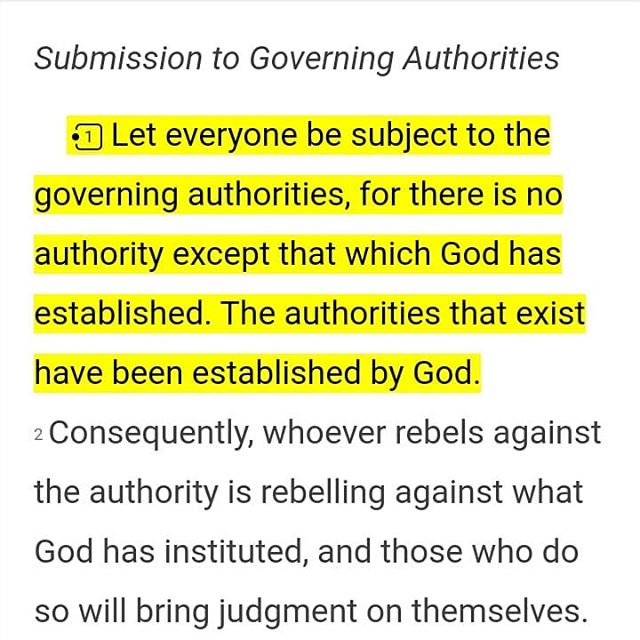 Submission to Governing Authorities
1 Let everyone be subject to the
governing authorities, for there is no
authority except that which God has
established. The authorities that exist
have been established by God.
2 Consequently, whoever rebels against
the authority is rebelling against what
God has instituted, and those who do
so will bring judgment on themselves.